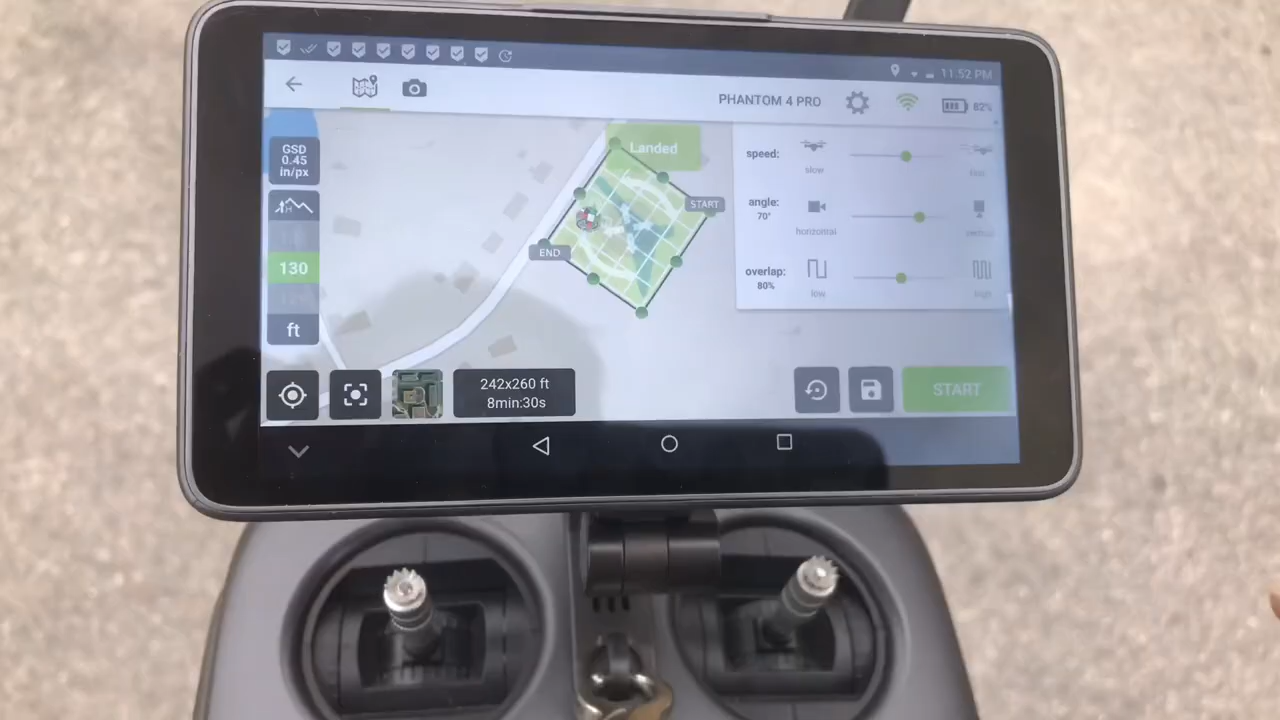 11:52 PM
PHANTOM 4 PRO
82%
GSD
0.45
in/px
Landed
speed:
slow
fast
START
angle:
70°
horizontal
130
END
overlap:
80%
low
high
ft
242x260 ft
8min:30s
START